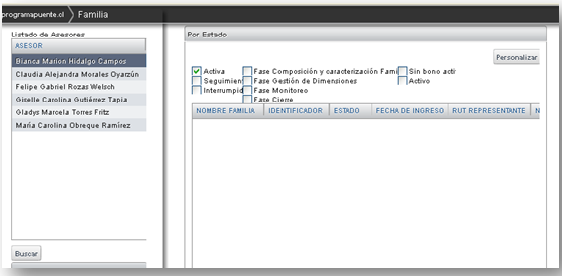 programapuente.cl Familia
Listado de Asesores
ASESOR
Blanca Marion Hidalgo Campos
Claudia Alejandra Morales Oyarzún
Felipe Gabriel Rozas Welsch
Giselle Carolina Gutiérrez Tapia
Gladys Marcela Torres Fritz
María Carolina Obreque Ramírez
Buscar
Por Estado
Personalizar
Activa Fase Composición y caracterización Famil Sin bono acti
Seguimien Fase Gestión de Dimensiones Activo
Interrumpid Fase Monitoreo
Fase Cierre
NOMBRE FAMILIA IDENTIFICADOR ESTADO FECHA DE INGRESO RUT REPRESENTANTE N